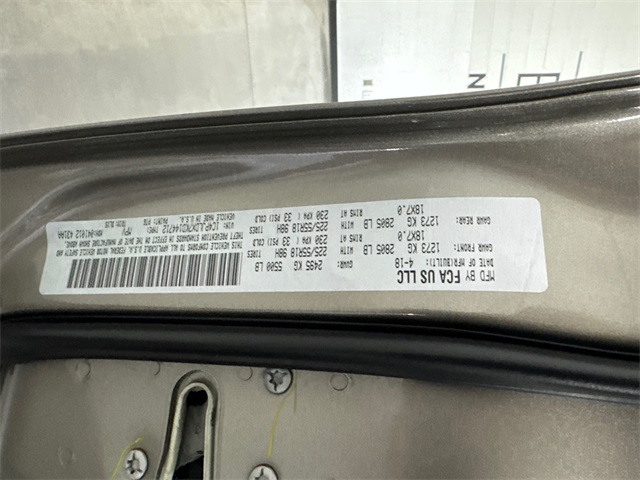 MFD BY FCA US LLC
DATE OF MFR(BUILT): 4-18
GVWR 2495 KG 5500 LB
GAWR FRONT: 1273 KG 2805 LB WITH TIRES 225/55R18 98H RIMS AT 18X7.0 230 KPA ( 33 PSI) COLD
GAWR REAR: 1273 KG 2805 LB WITH TIRES 225/55R18 98H RIMS AT 18X7.0 230 KPA ( 33 PSI) COLD
THIS VEHICLE CONFORMS TO ALL APPLICABLE U.S.A. FEDERAL MOTOR VEHICLE SAFETY AND
THEFT PREVENTION STANDARDS IN EFFECT ON THE DATE OF MANUFACTURE SHOWN ABOVE.
TYPE: MPV
VEHICLE MADE IN U.S.A. PAINT:
E
N